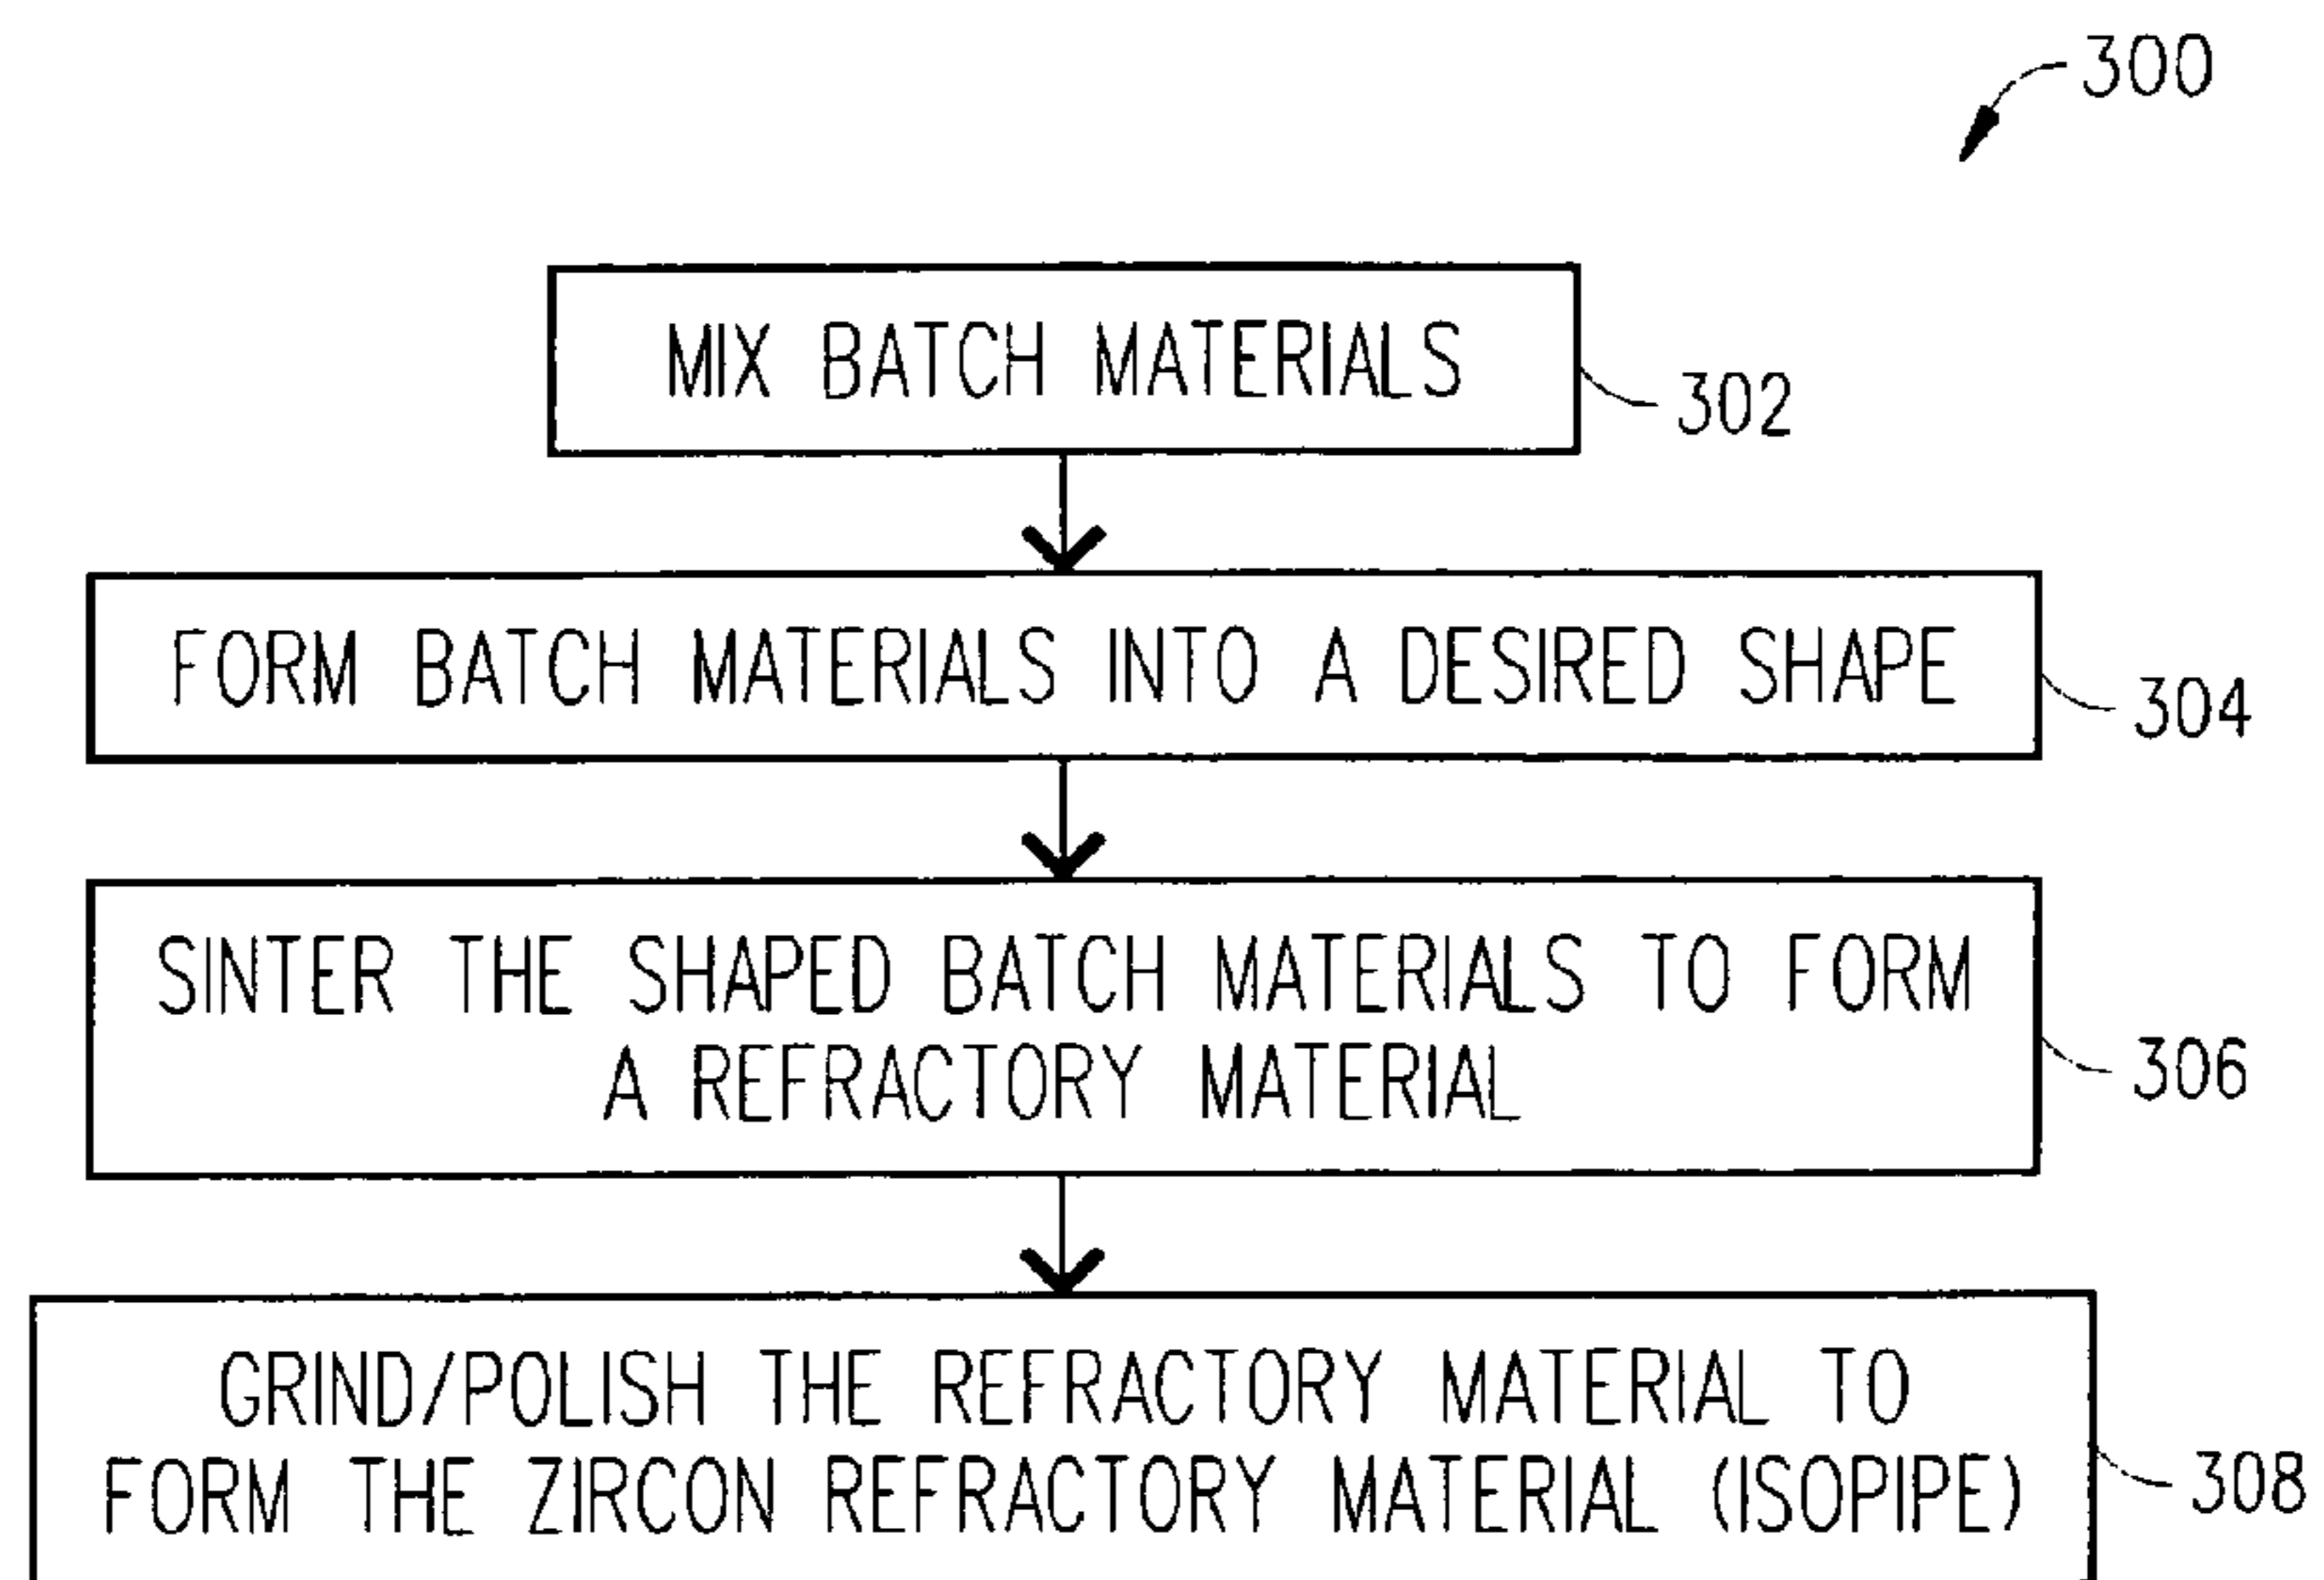 300
MIX BATCH MATERIALS
302
FORM BATCH MATERIALS INTO A DESIRED SHAPE
304
SINTER THE SHAPED BATCH MATERIALS TO FORM
A REFRACTORY MATERIAL
306
GRIND/POLISH THE REFRACTORY MATERIAL TO
FORM THE ZIRCON REFRACTORY MATERIAL (ISOPIPE)
308